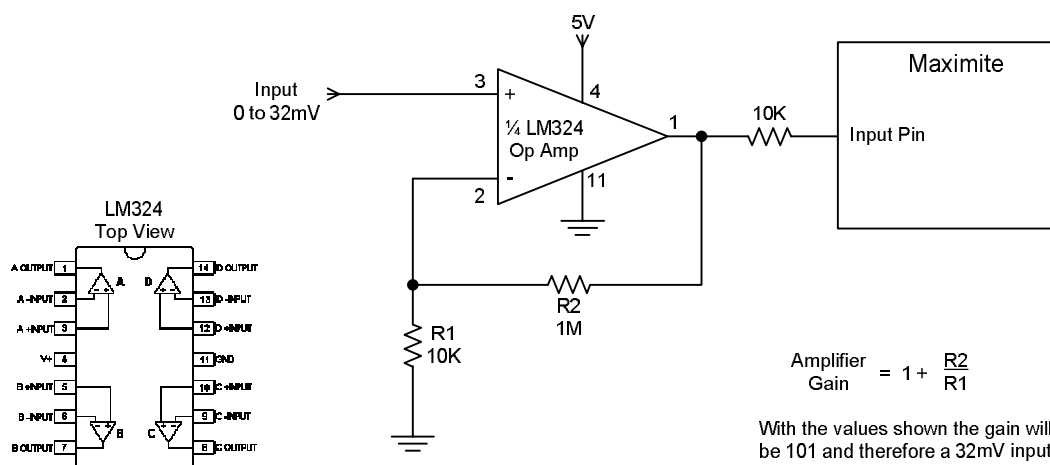 5V
Input
0 to 32mV
3
+
4
¼ LM324
Op Amp
1
-
2
11
10K
Maximite
Input Pin
R2
1M
R1
10K
LM324
Top View
A OUTPUT 1
A -INPUT 2
A +INPUT 3
V+ 4
B +INPUT 5
B -INPUT 6
B OUTPUT 7
14 D OUTPUT
13 D -INPUT
12 D +INPUT
11 GND
10 C +INPUT
9 C -INPUT
8 C OUTPUT
A
D
B
C
Amplifier
Gain = 1 + R2
R1
With the values shown the gain will
be 101 and therefore a 32mV input